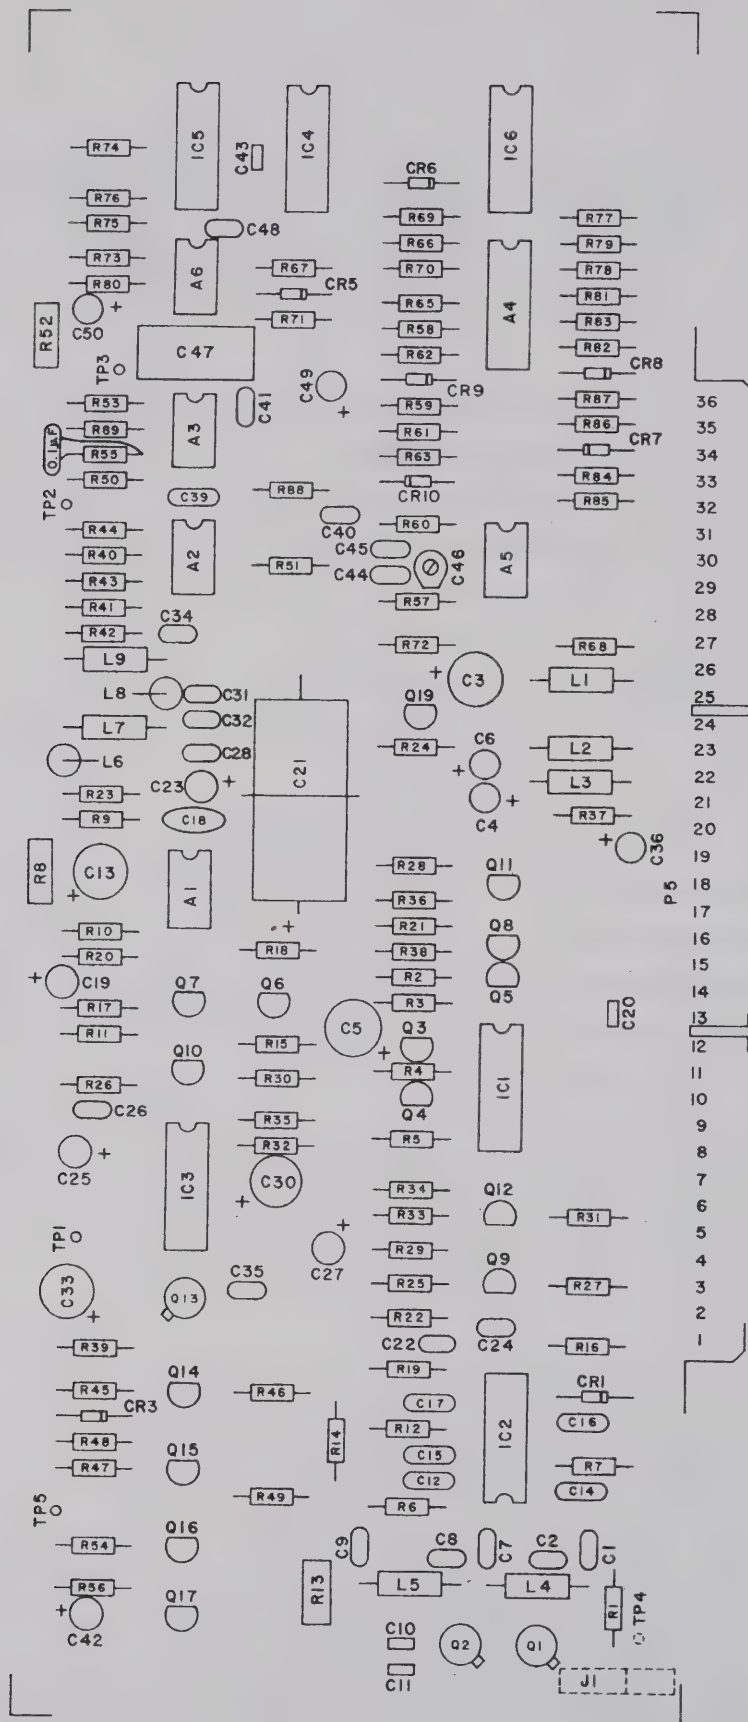 R74
IC5
C43
IC4
IC6
CR6
R76
R75
C48
R69
R77
R73
A6
R67
R66
R79
R80
CR5
R70
R78
C50
R71
R65
A4
R81
R52
R58
R83
C47
R62
R82
TP3
C49
CR8
R53
C41
CR9
R59
R87
36
R89
A3
R61
R86
35
0.1µF
R55
R63
CR7
34
R50
R84
33
TP2
C39
R88
CR10
R85
32
R44
C40
R60
31
R40
A2
C45
C46
A5
30
R43
R51
C44
29
R41
R57
28
R42
C34
R72
R68
27
L9
C3
L1
26
L8
C31
Q19
25
L7
C32
24
L6
C28
C21
R24
C6
L2
23
R23
C23
L3
22
R9
C18
C4
R37
21
20
R8
C13
R28
Q11
C36
19
A1
R36
P5
18
R10
R21
Q8
17
R20
R18
R38
16
C19
Q7
Q6
R2
Q5
15
R17
R3
14
R11
C5
Q3
C20
13
Q10
R15
12
R26
R30
R4
IC1
11
C26
Q4
10
R35
9
C25
IC3
R32
R5
8
C30
7
R34
Q12
6
TP1
R33
R31
5
C27
R29
4
C33
Q13
C35
R25
Q9
R27
3
R22
2
R39
C22
C24
R16
1
R19
Q14
CR1
R45
R46
C17
C16
CR3
R14
R12
IC2
R48
Q15
C15
R47
C12
R7
TP5
R49
R6
C14
R54
Q16
C9
C8
C7
C2
C1
R56
Q17
R13
L5
L4
R1
TP4
C42
C10
Q2
Q1
C11
J1